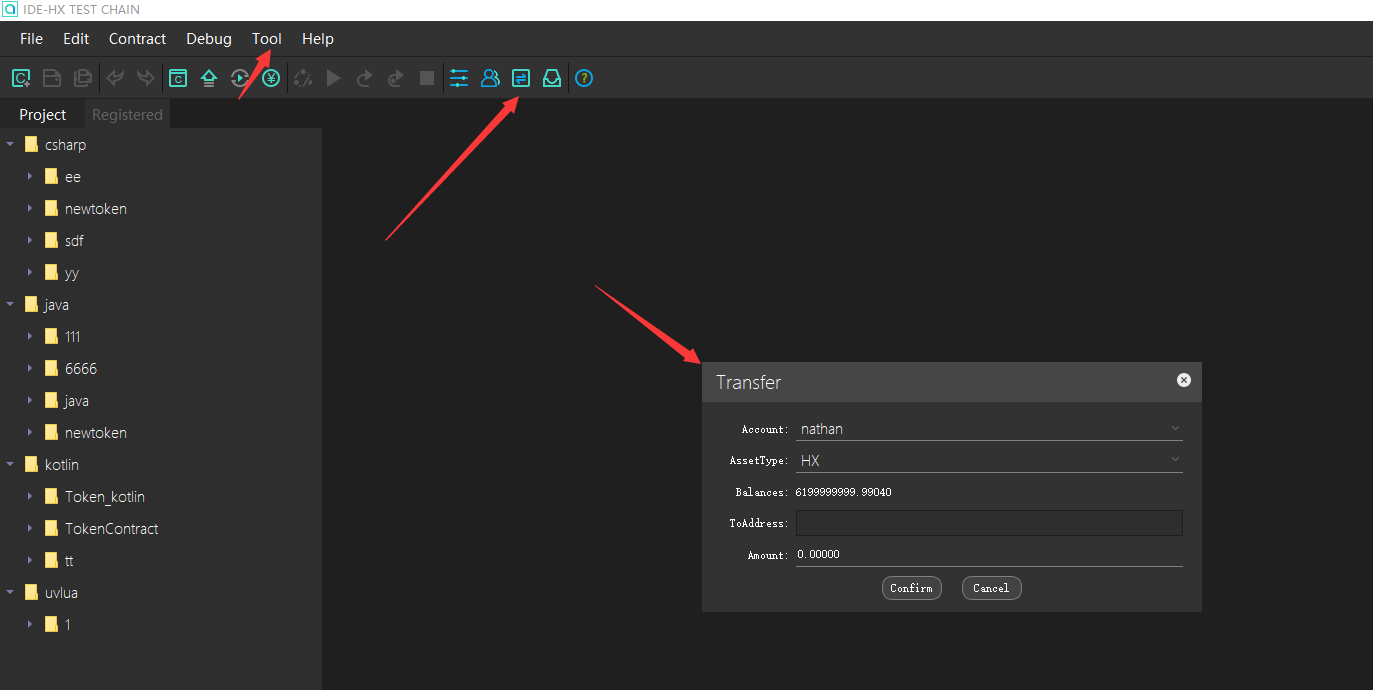 IDE-HX TEST CHAIN
File Edit Contract Debug Tool Help
Project Registered
csharp
ee
newtoken
sdf
yy
java
111
6666
java
newtoken
kotlin
Token_kotlin
TokenContract
tt
uvlua
1
Transfer
Account: nathan
AssetType: HX
Balances: 6199999999.99040
ToAddress:
Amount: 0.00000
Confirm Cancel